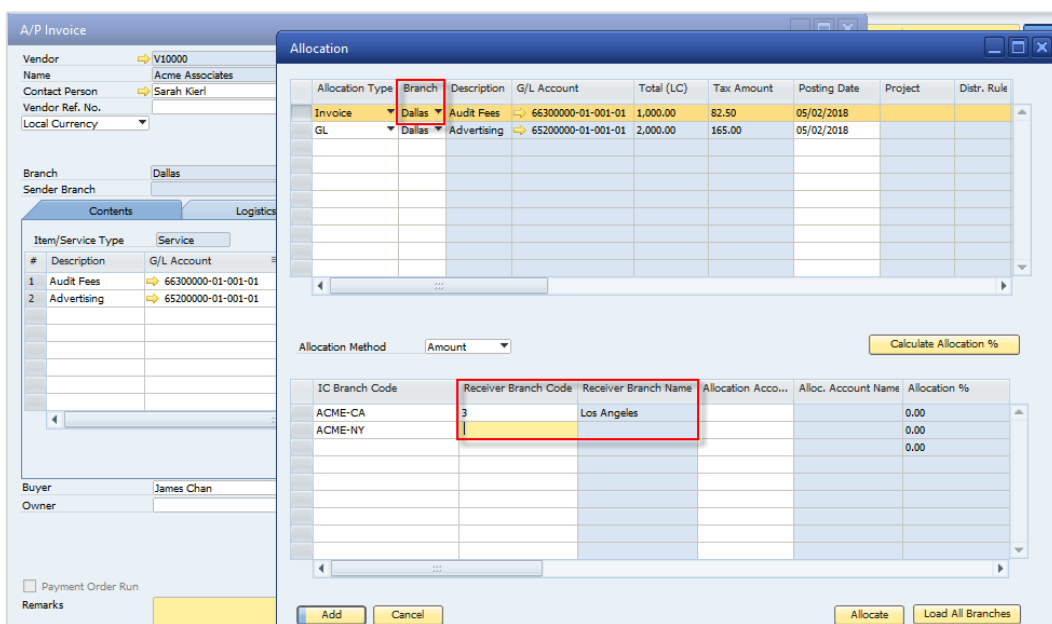 A/P Invoice
Vendor V10000
Name Acme Associates
Contact Person Sarah Kierl
Vendor Ref. No.
Local Currency
Branch Dallas
Sender Branch
Contents Logistics
Item/Service Type Service
# Description G/L Account
1 Audit Fees 66300000-01-001-01
2 Advertising 65200000-01-001-01
Buyer James Chan
Owner
Payment Order Run
Remarks
Allocation
Allocation Type Branch Description G/L Account Total (LC) Tax Amount Posting Date Project Distr. Rule
Invoice Dallas Audit Fees 66300000-01-001-01 1,000.00 82.50 05/02/2018
GL Dallas Advertising 65200000-01-001-01 2,000.00 165.00 05/02/2018
Allocation Method Amount Calculate Allocation %
IC Branch Code Receiver Branch Code Receiver Branch Name Allocation Acco... Alloc. Account Name Allocation %
ACME-CA 3 Los Angeles 0.00
ACME-NY 0.00
0.00
Add Cancel Allocate Load All Branches